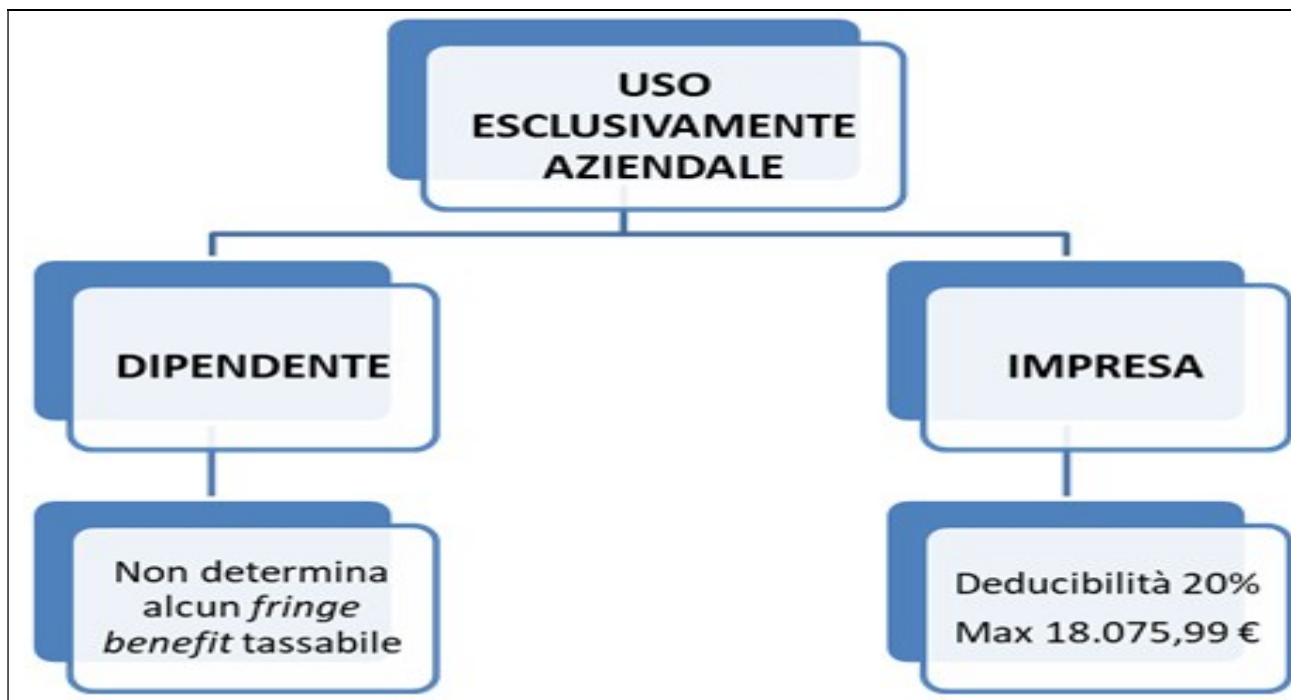 USO
ESCLUSIVAMENTE
AZIENDALE
DIPENDENTE
IMPRESA
Non determina
alcun fringe
benefit tassabile
Deducibilità 20%
Max 18.075,99 €